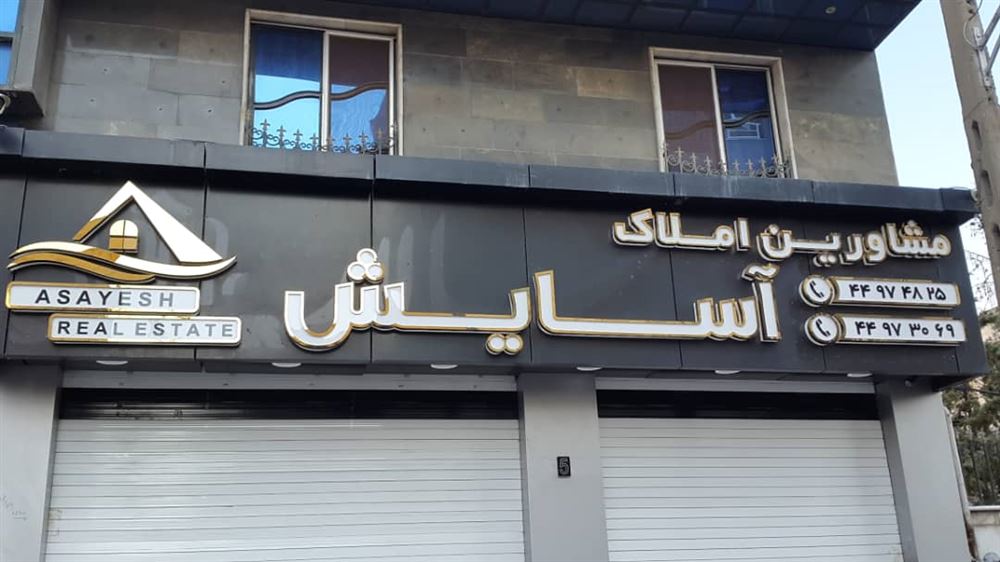 مشاورین املاک
آسایش
۴۴ ۹۷ ۴۸ ۲۵
۴۴ ۹۷ ۳۰ ۶۹
ASAYESH
REAL ESTATE
5